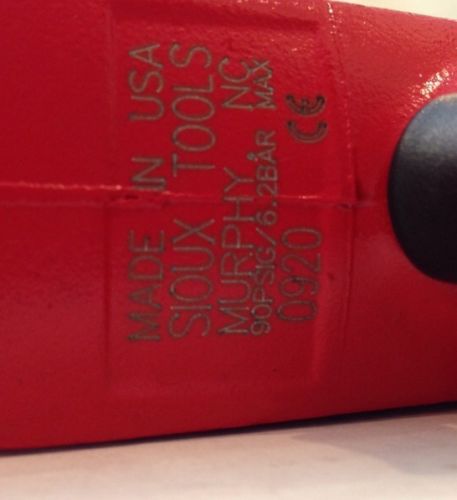 MADE IN USA
SIOUX TOOLS
MURPHY NC
90PSIG/6.2BAR MAX
0920 CE